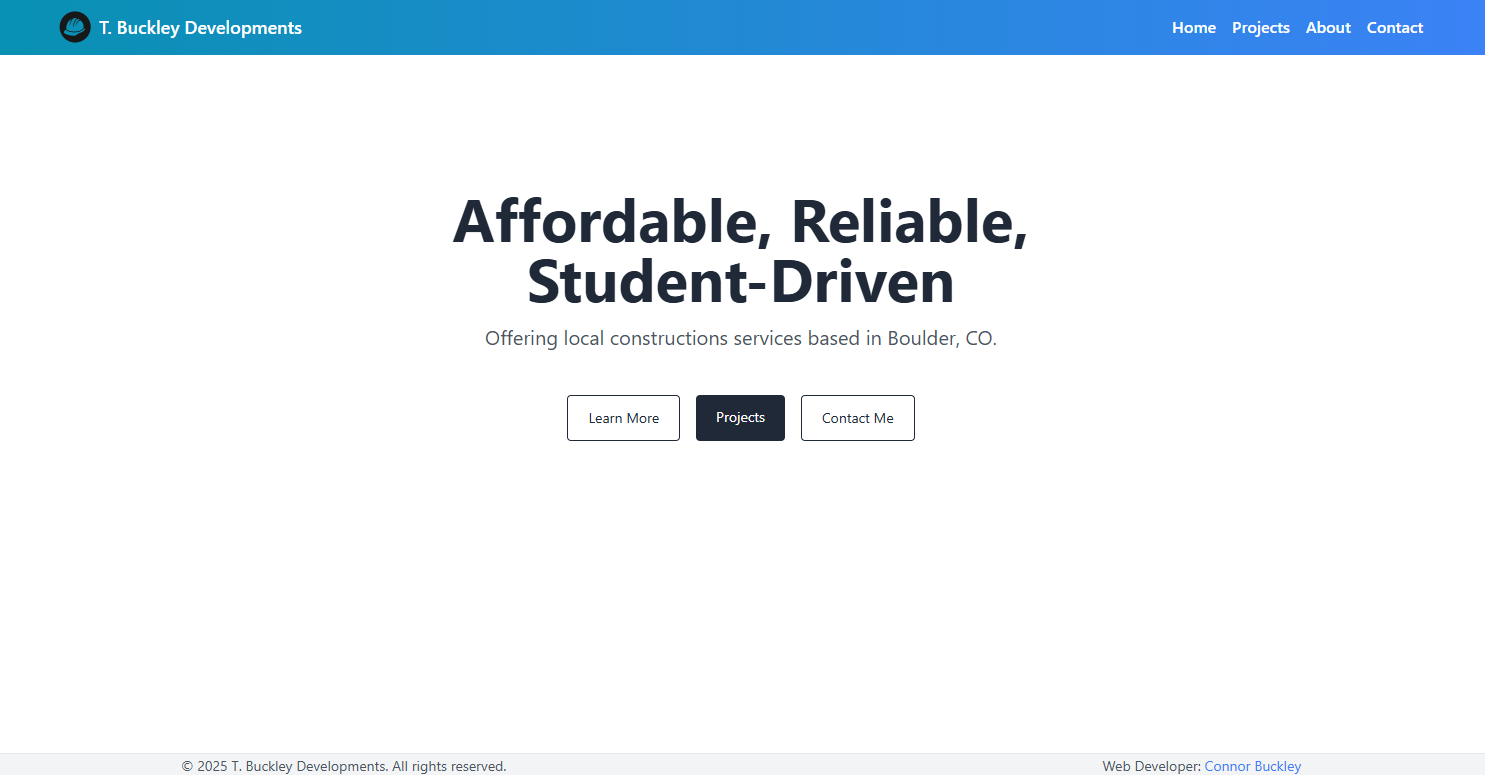 T. Buckley Developments
Home Projects About Contact
Affordable, Reliable,
Student-Driven
Offering local constructions services based in Boulder, CO.
Learn More Projects Contact Me
© 2025 T. Buckley Developments. All rights reserved.
Web Developer: Connor Buckley